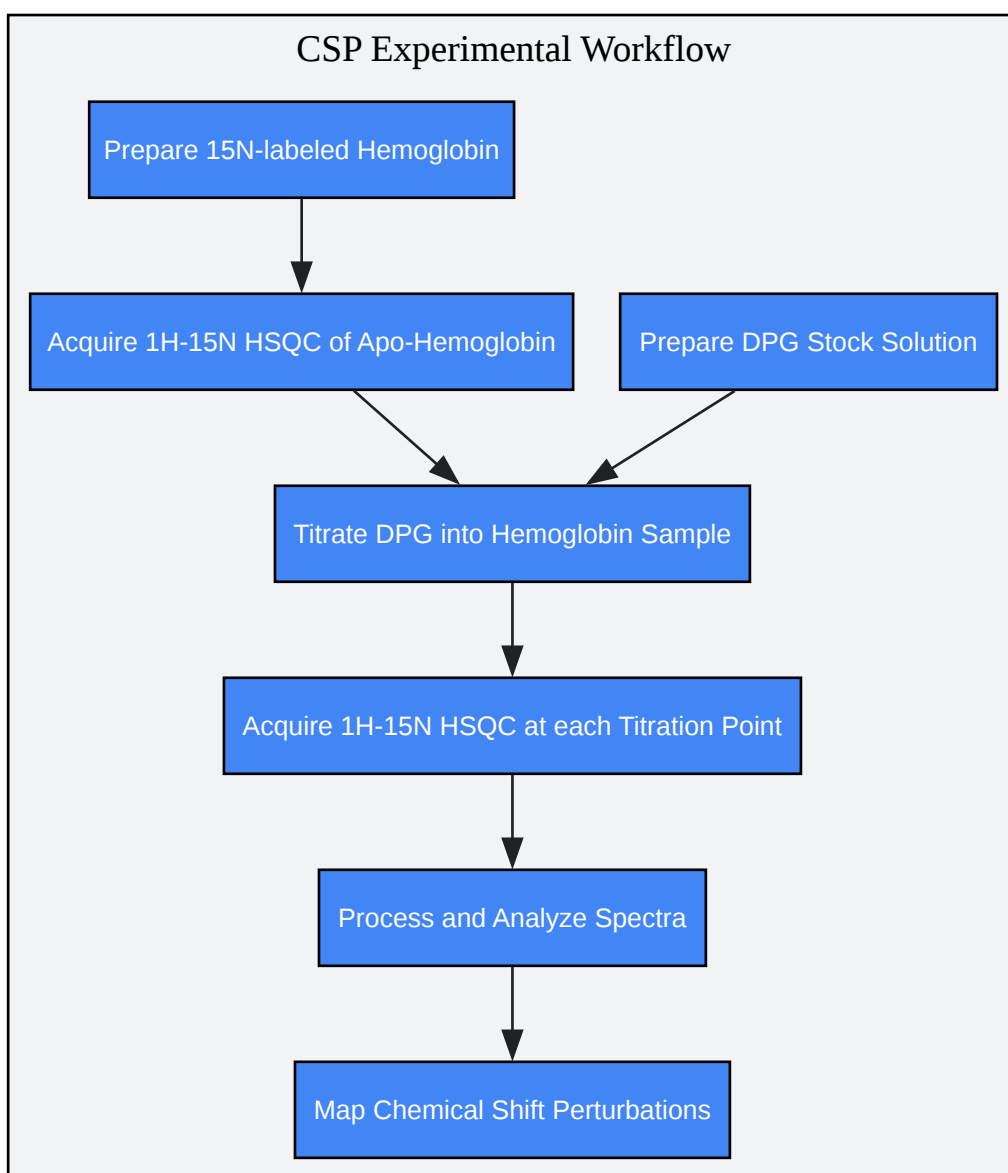 CSP Experimental Workflow
Prepare 15N-labeled Hemoglobin
Acquire 1H-15N HSQC of Apo-Hemoglobin
Prepare DPG Stock Solution
Titrate DPG into Hemoglobin Sample
Acquire 1H-15N HSQC at each Titration Point
Process and Analyze Spectra
Map Chemical Shift Perturbations